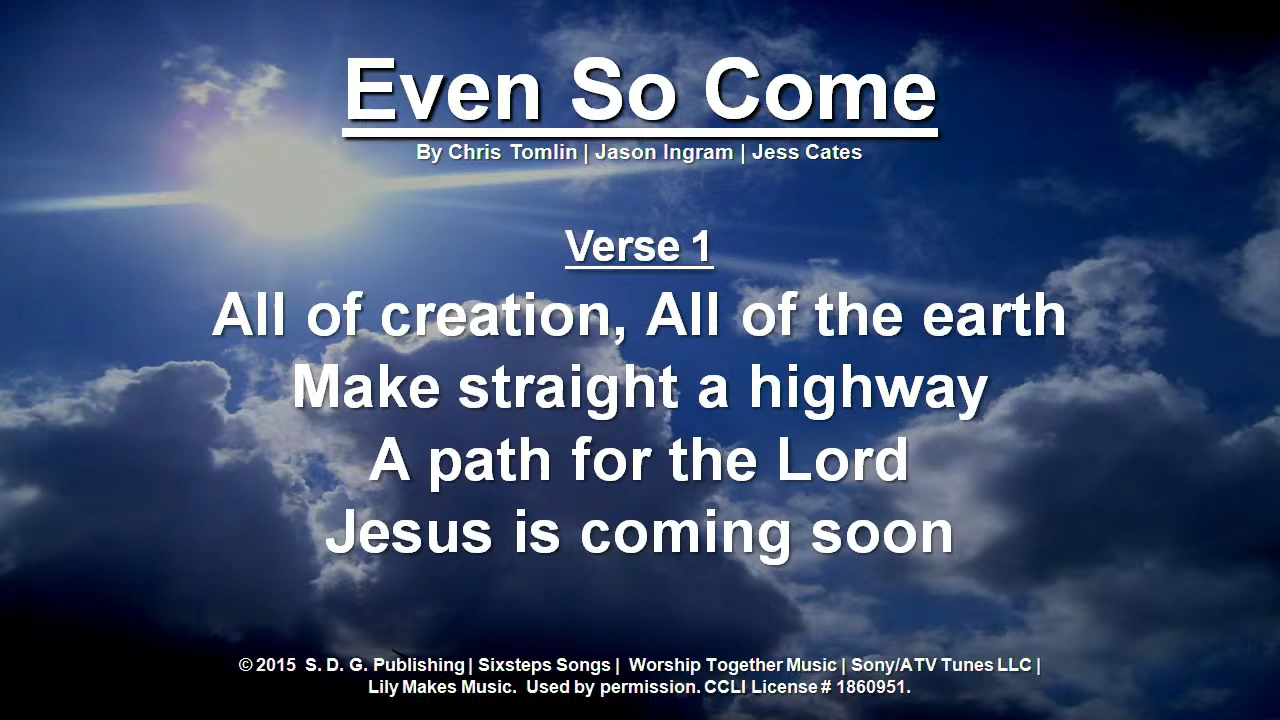 Even So Come
By Chris Tomlin | Jason Ingram | Jess Cates
Verse 1
All of creation, All of the earth
Make straight a highway
A path for the Lord
Jesus is coming soon
© 2015 S. D. G. Publishing | Sixsteps Songs | Worship Together Music | Sony/ATV Tunes LLC |
Lily Makes Music. Used by permission. CCLI License # 1860951.